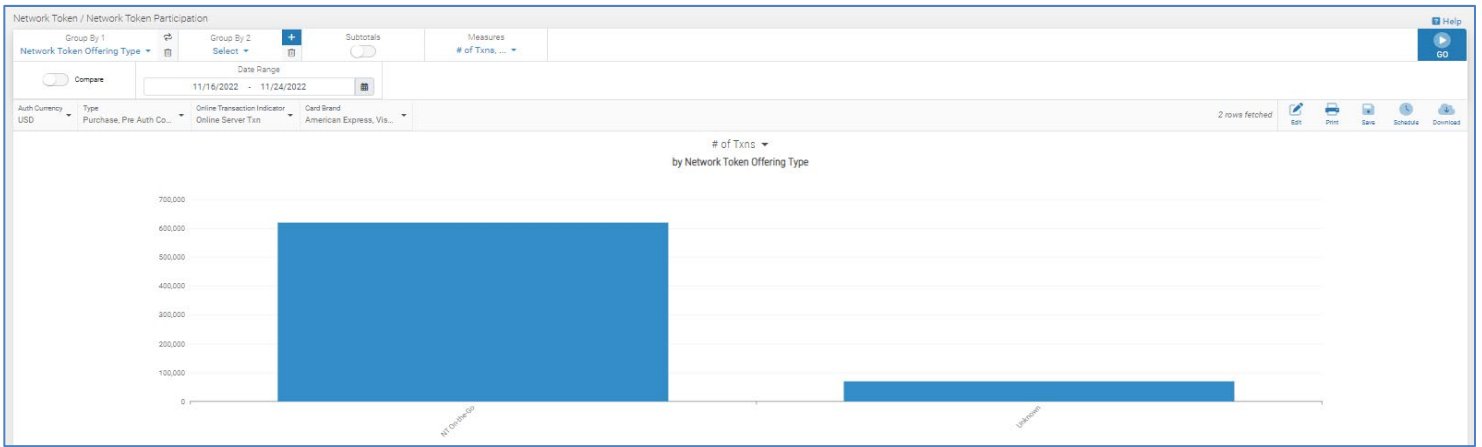 Network Token / Network Token Participation
Help
Group By 1
Group By 2
Subtotals
Measures
Network Token Offering Type
Select
# of Txns, ...
GO
Compare
Date Range
11/16/2022 - 11/24/2022
Auth Currency
Type
Online Transaction Indicator
Card Brand
USD
Purchase, Pre Auth Co...
Online Server Txn
American Express, Vis...
2 rows fetched
Edit
Print
Save
Schedule
Download
# of Txns
by Network Token Offering Type
700,000
600,000
500,000
400,000
300,000
200,000
100,000
0
NT On-the-Go
Unknown